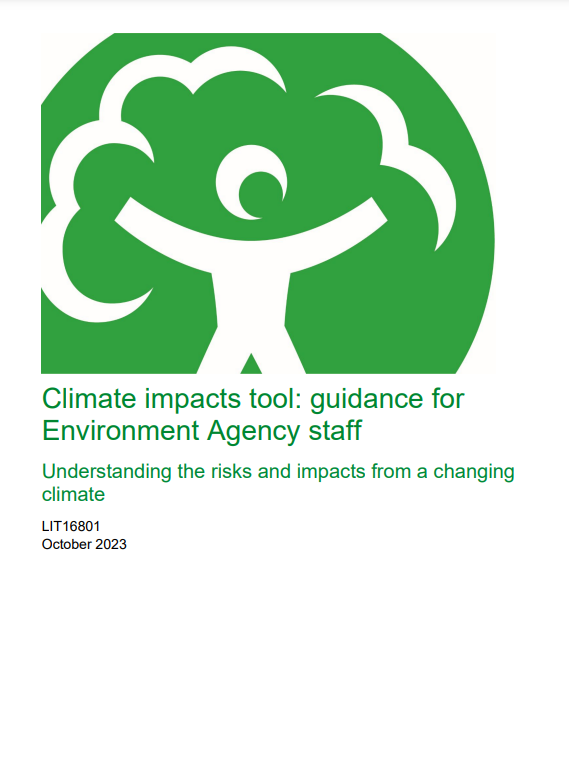 Climate impacts tool: guidance for
Environment Agency staff
Understanding the risks and impacts from a changing
climate
LIT16801
October 2023